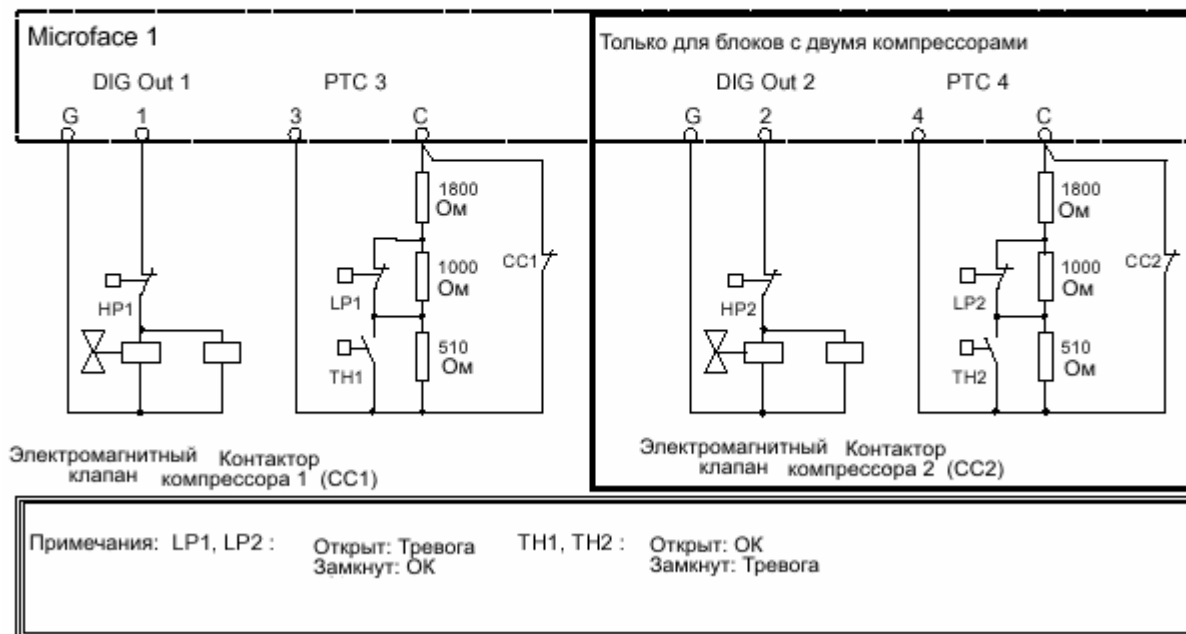 Microface 1
Только для блоков с двумя компрессорами
DIG Out 1
PTC 3
DIG Out 2
PTC 4
G
1
3
C
G
2
4
C
1800
Ом
1800
Ом
1000
Ом
CC1
1000
Ом
CC2
HP1
LP1
HP2
LP2
510
Ом
510
Ом
TH1
TH2
Электромагнитный
клапан
Контактор
компрессора 1 (CC1)
Электромагнитный
клапан
Контактор
компрессора 2 (CC2)
Примечания: LP1, LP2 :
Открыт: Тревога
Замкнут: ОК
TH1, TH2 :
Открыт: ОК
Замкнут: Тревога